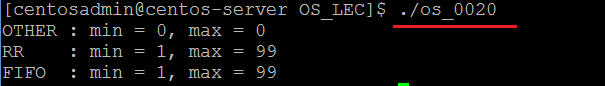 [centosadmin@centos-server OS_LEC]$ ./os_0020
OTHER : min = 0, max = 0
RR    : min = 1, max = 99
FIFO  : min = 1, max = 99